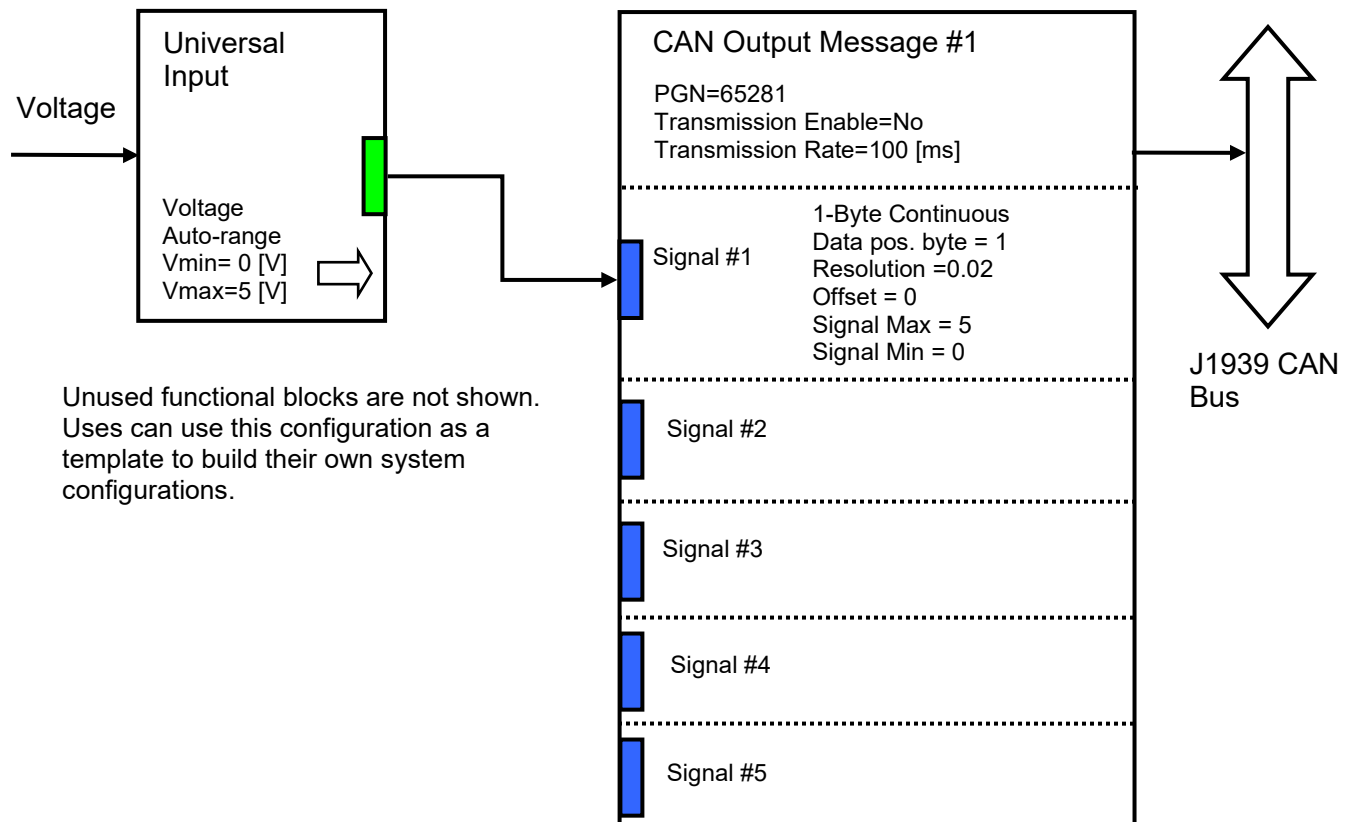 Voltage
Universal
Input
Voltage
Auto-range
Vmin= 0 [V]
Vmax=5 [V]
Unused functional blocks are not shown.
Uses can use this configuration as a
template to build their own system
configurations.
CAN Output Message #1
PGN=65281
Transmission Enable=No
Transmission Rate=100 [ms]
Signal #1
1-Byte Continuous
Data pos. byte = 1
Resolution =0.02
Offset = 0
Signal Max = 5
Signal Min = 0
Signal #2
Signal #3
Signal #4
Signal #5
J1939 CAN
Bus